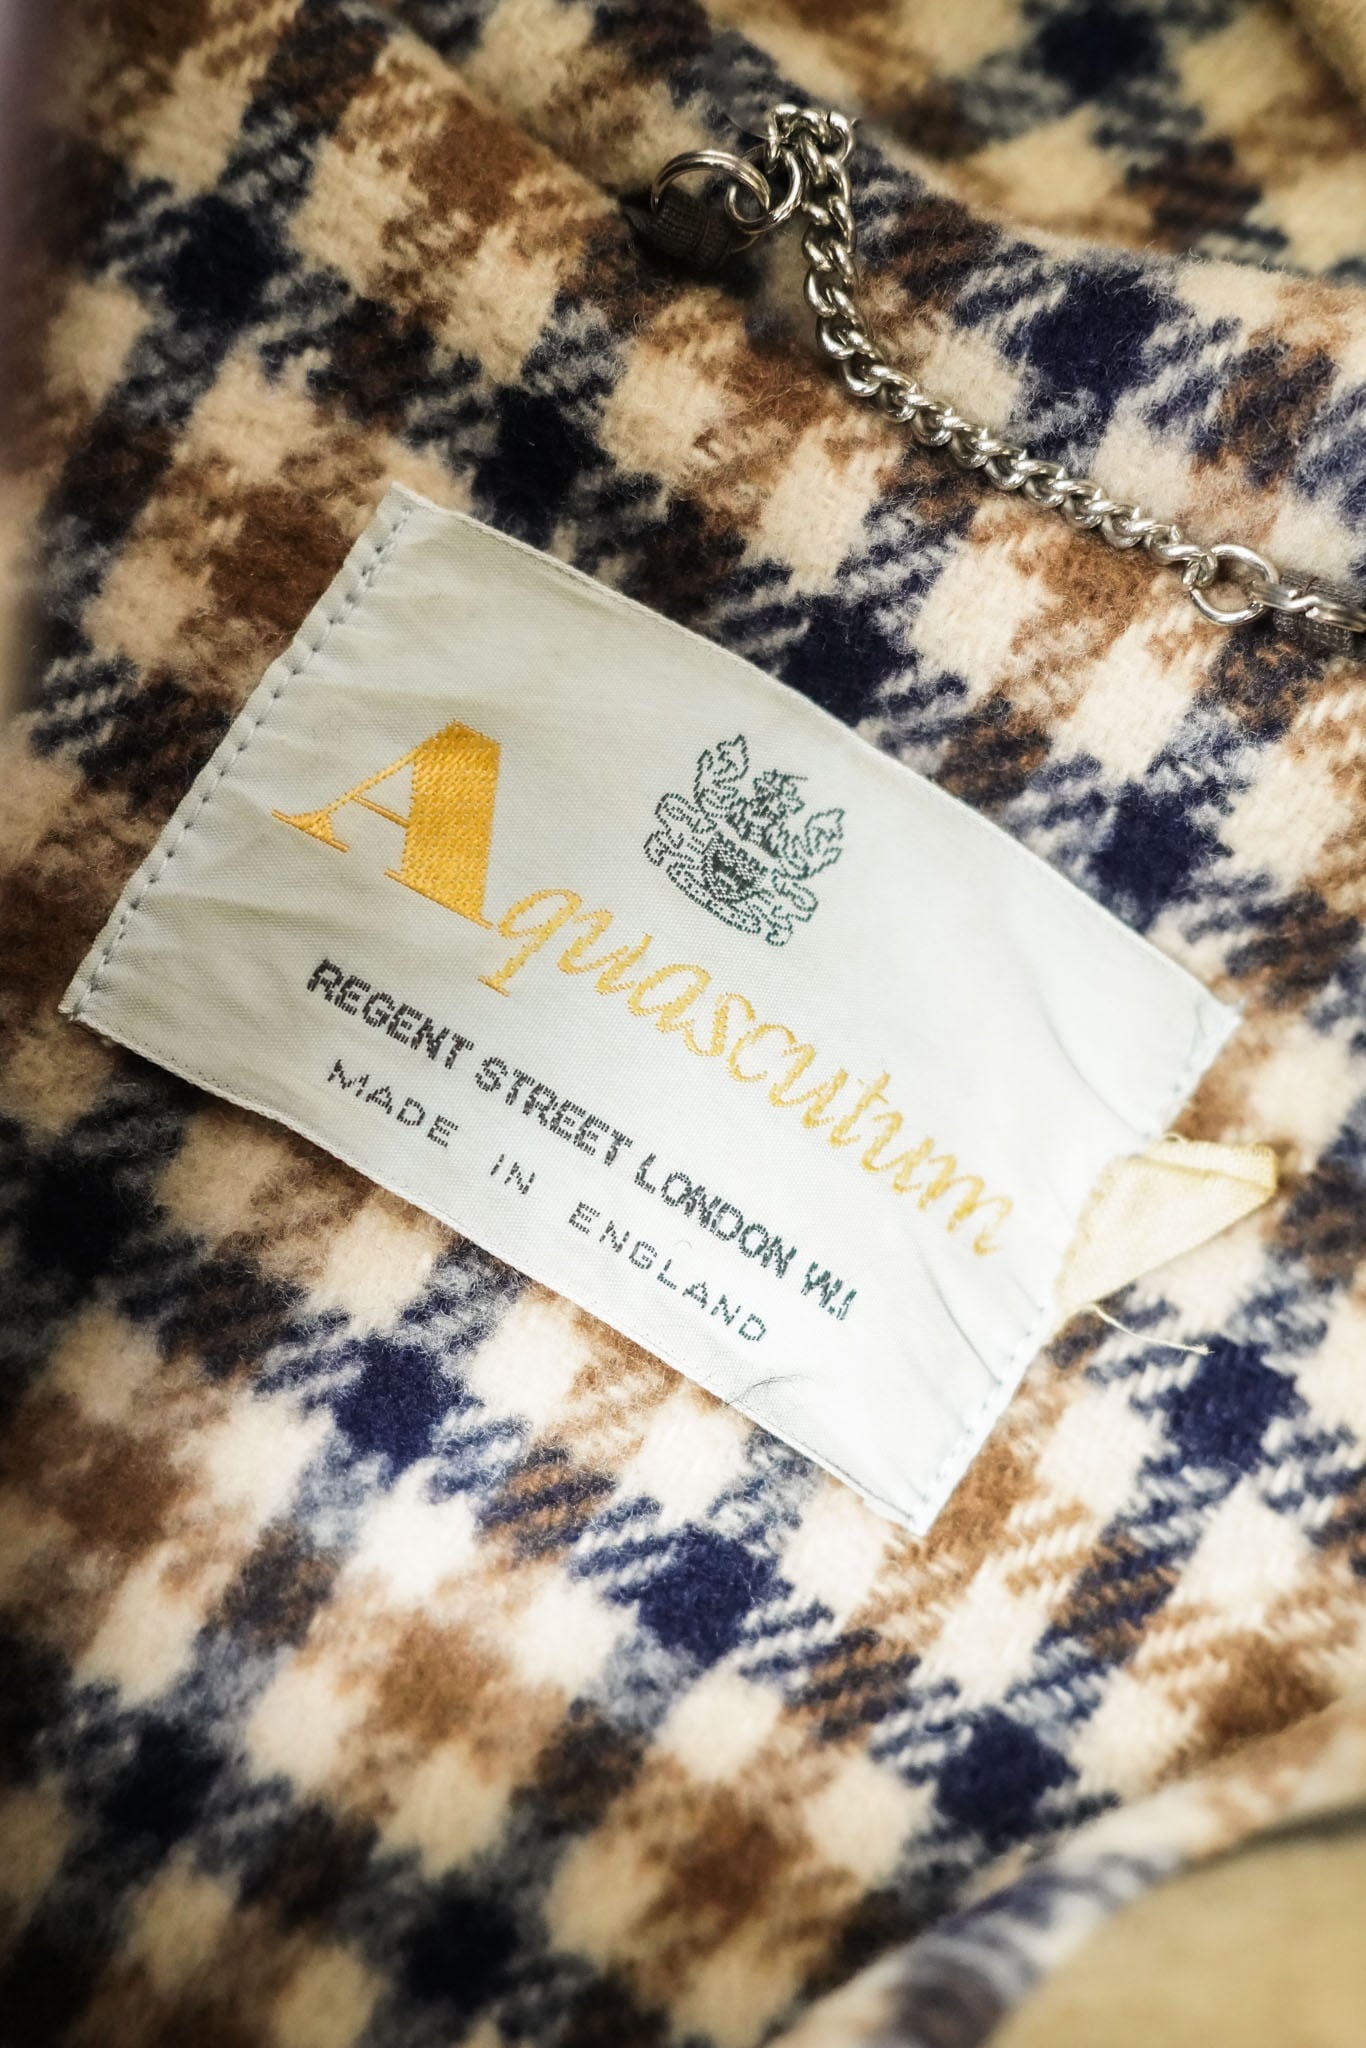 Aquascutum
REGENT STREET LONDON W.1
MADE IN ENGLAND